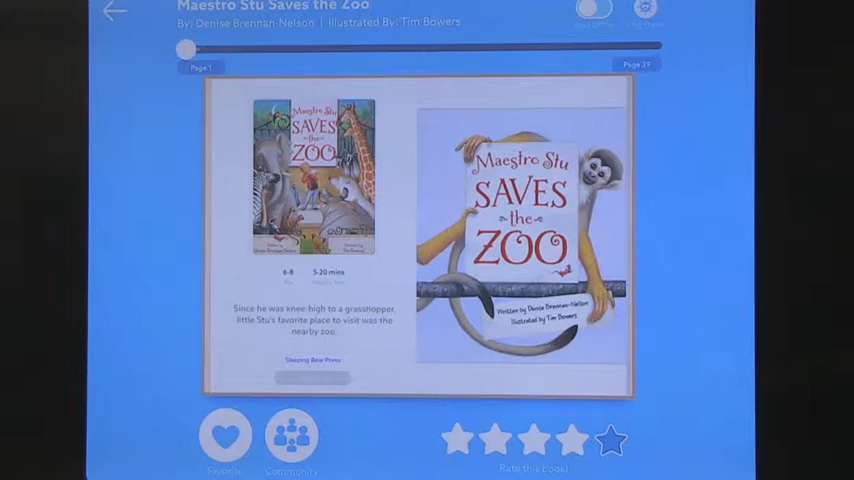 Maestro Stu Saves the Zoo
By: Denise Brennan-Nelson | Illustrated By: Tim Bowers
Page 1
Page 39
Maestro Stu
SAVES
the
ZOO
6-8
5-20 mins
Since he was knee-high to a grasshopper,
little Stu's favorite place to visit was the
nearby zoo.
Sleeping Bear Press
Maestro Stu
SAVES
the
ZOO
Written by Denise Brennan-Nelson
Illustrated by Tim Bowers
Favorite
Community
Rate this book!